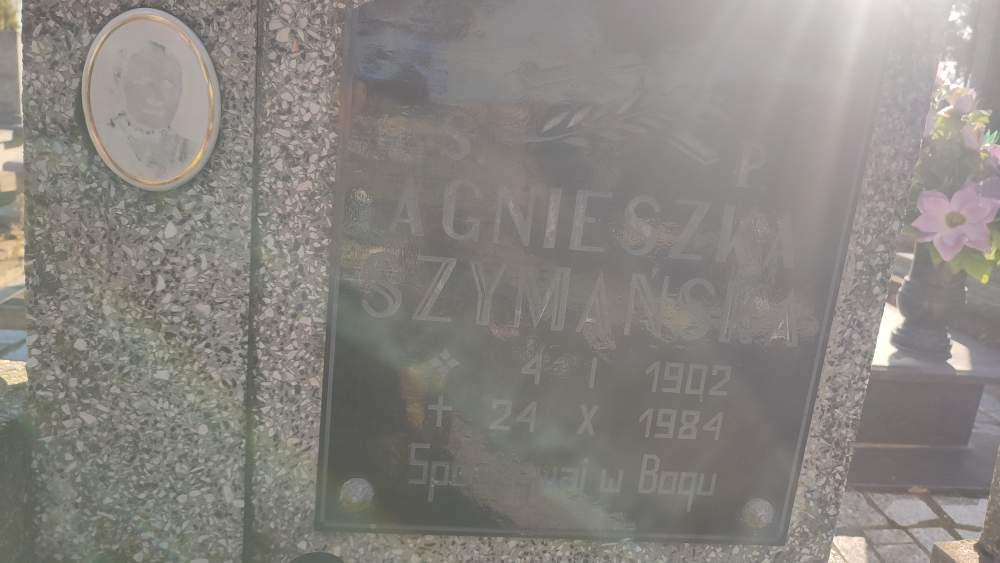 S P.
AGNIESZKA
SZYMAŃSKA
4 I 1902
✝ 24 X 1984
w Bogu